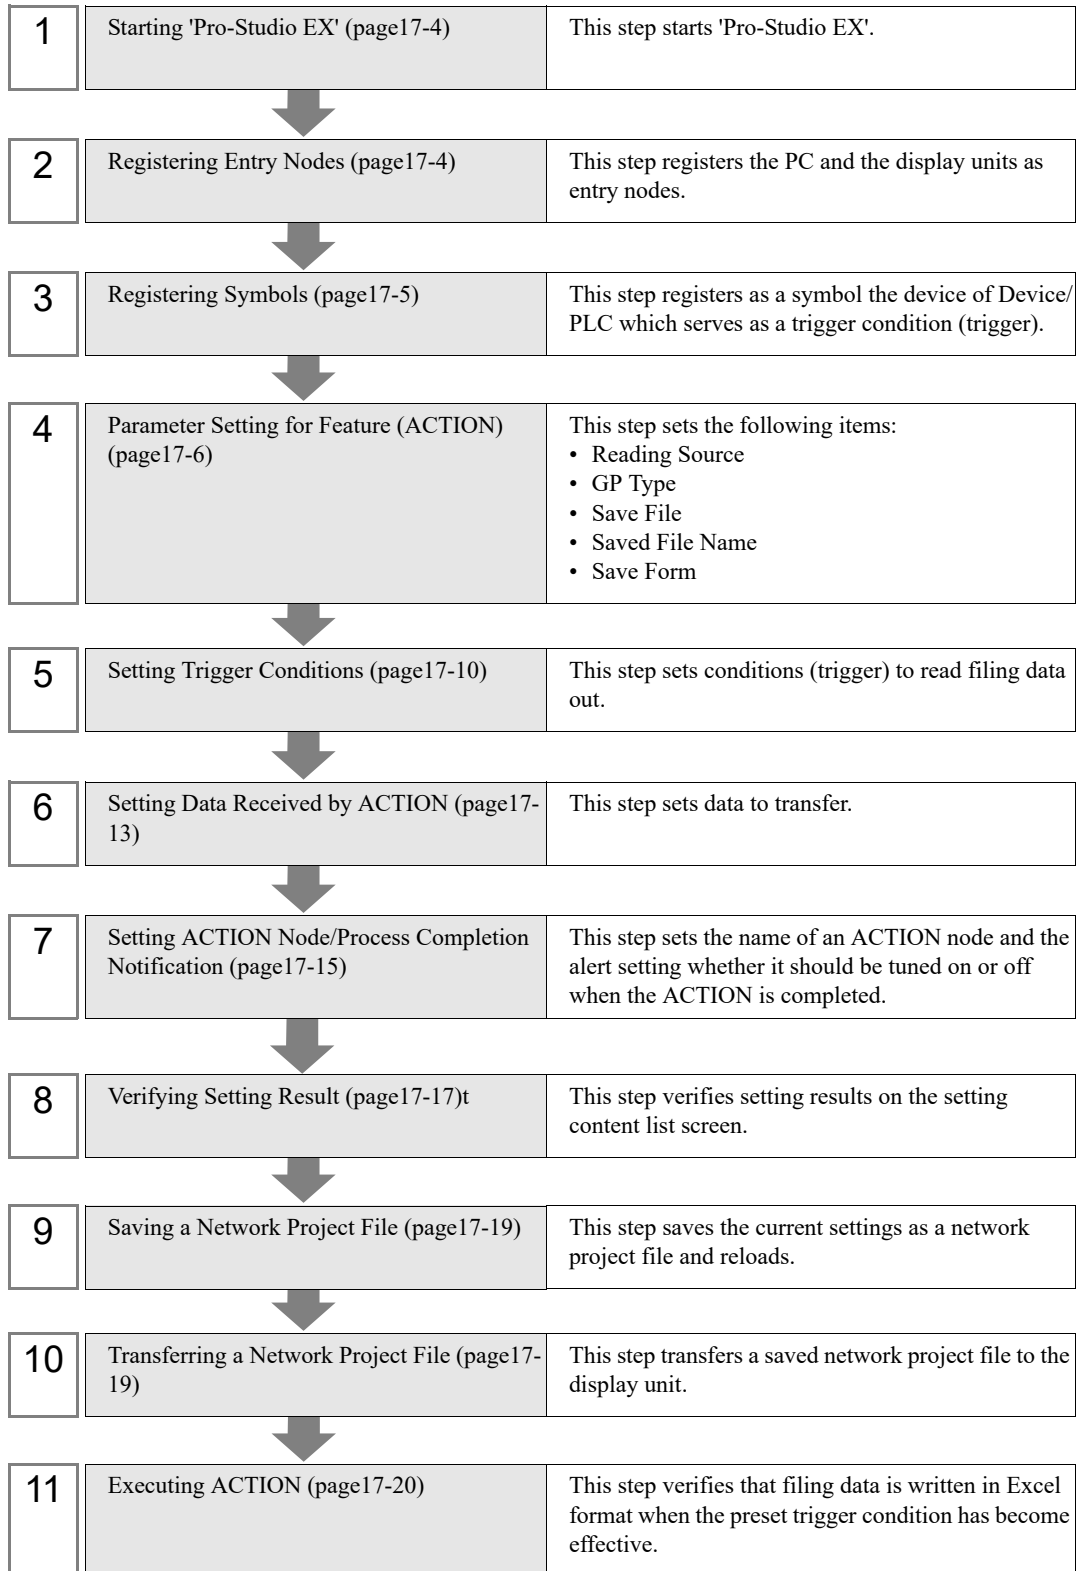 1
Starting 'Pro-Studio EX' (page17-4)
This step starts 'Pro-Studio EX'.
2
Registering Entry Nodes (page17-4)
This step registers the PC and the display units as
entry nodes.
3
Registering Symbols (page17-5)
This step registers as a symbol the device of Device/
PLC which serves as a trigger condition (trigger).
4
Parameter Setting for Feature (ACTION)
(page17-6)
This step sets the following items:
• Reading Source
• GP Type
• Save File
• Saved File Name
• Save Form
5
Setting Trigger Conditions (page17-10)
This step sets conditions (trigger) to read filing data
out.
6
Setting Data Received by ACTION (page17-
13)
This step sets data to transfer.
7
Setting ACTION Node/Process Completion
Notification (page17-15)
This step sets the name of an ACTION node and the
alert setting whether it should be tuned on or off
when the ACTION is completed.
8
Verifying Setting Result (page17-17)t
This step verifies setting results on the setting
content list screen.
9
Saving a Network Project File (page17-19)
This step saves the current settings as a network
project file and reloads.
10
Transferring a Network Project File (page17-
19)
This step transfers a saved network project file to the
display unit.
11
Executing ACTION (page17-20)
This step verifies that filing data is written in Excel
format when the preset trigger condition has become
effective.